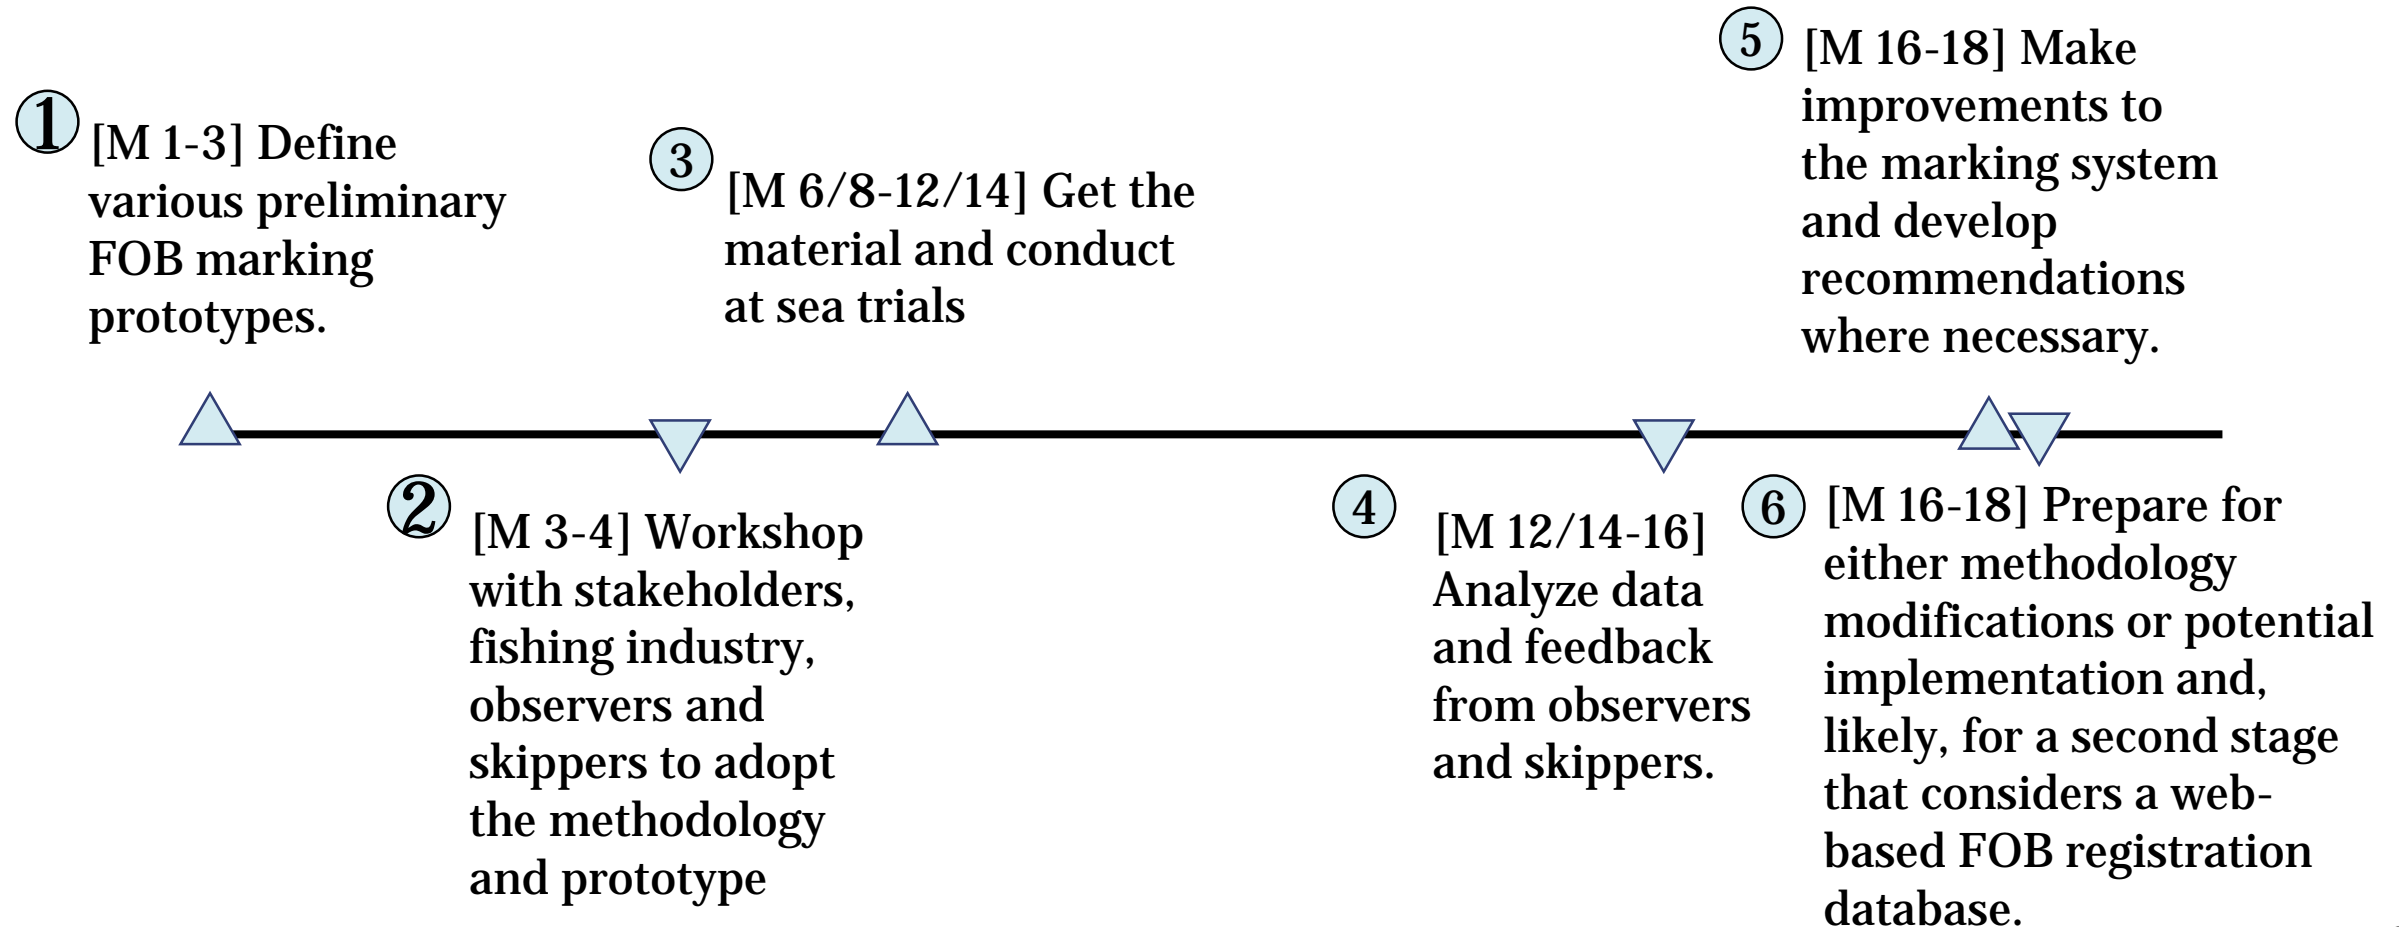 1
[M 1-3] Define
various preliminary
FOB marking
prototypes.
2
[M 3-4] Workshop
with stakeholders,
fishing industry,
observers and
skippers to adopt
the methodology
and prototype
3
[M 6/8-12/14] Get the
material and conduct
at sea trials
4
[M 12/14-16]
Analyze data
and feedback
from observers
and skippers.
5
[M 16-18] Make
improvements to
the marking system
and develop
recommendations
where necessary.
6
[M 16-18] Prepare for
either methodology
modifications or potential
implementation and,
likely, for a second stage
that considers a web-
based FOB registration
database.